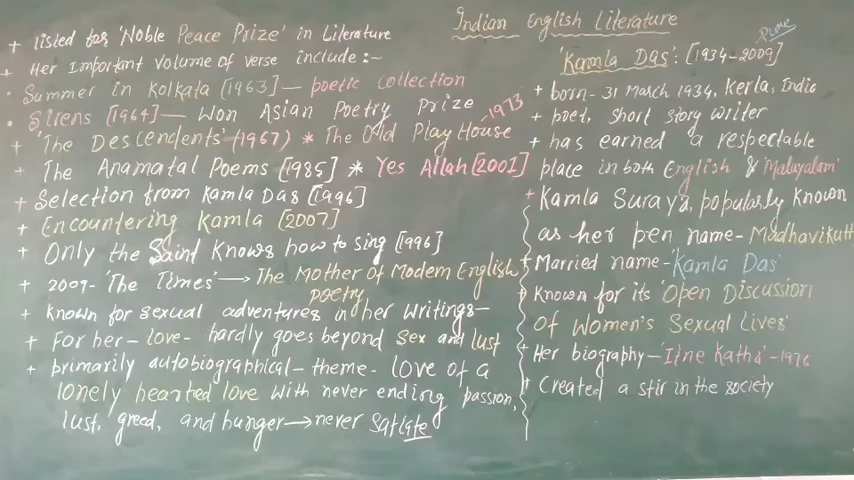 Indian English Literature
Pune
'Kamla Das': [1934-2009]
+ born- 31 March 1934, Kerla, India
+ poet, short story writer
+ has earned a respectable
place in both English & 'Malayalam'
+ Kamla Suraya, popularly known
as her pen name- Madhavikutt
+ Married name-'Kamla Das'
+ Known for its 'Open Discussion
of Women's Sexual Lives'
+ Her biography- 1976
+ Created a stir in the society
+ listed for 'Noble Peace Prize' in Literature
+ Her Important volume of verse include :-
· Summer in Kolkata [1963]— poetic collection
· Sirens [1964]— Won Asian Poetry Prize
+ 'The Descendents' (1967) * The Old Play House -1973
+ The Anamatal Poems [1985] * Yes Allah [2001]
+ Selection from Kamla Das [1996]
+ Encountering Kamla [2007]
+ Only the Saint Knows how to sing [1996]
+ 2009- 'The Times' → The Mother of Modern English
poetry
+ Known for sexual adventures in her writings-
+ For her- love- hardly goes beyond sex and lust
+ primarily autobiographical- theme- love of a
lonely hearted love with never ending passion,
lust, greed, and hunger → never satiate